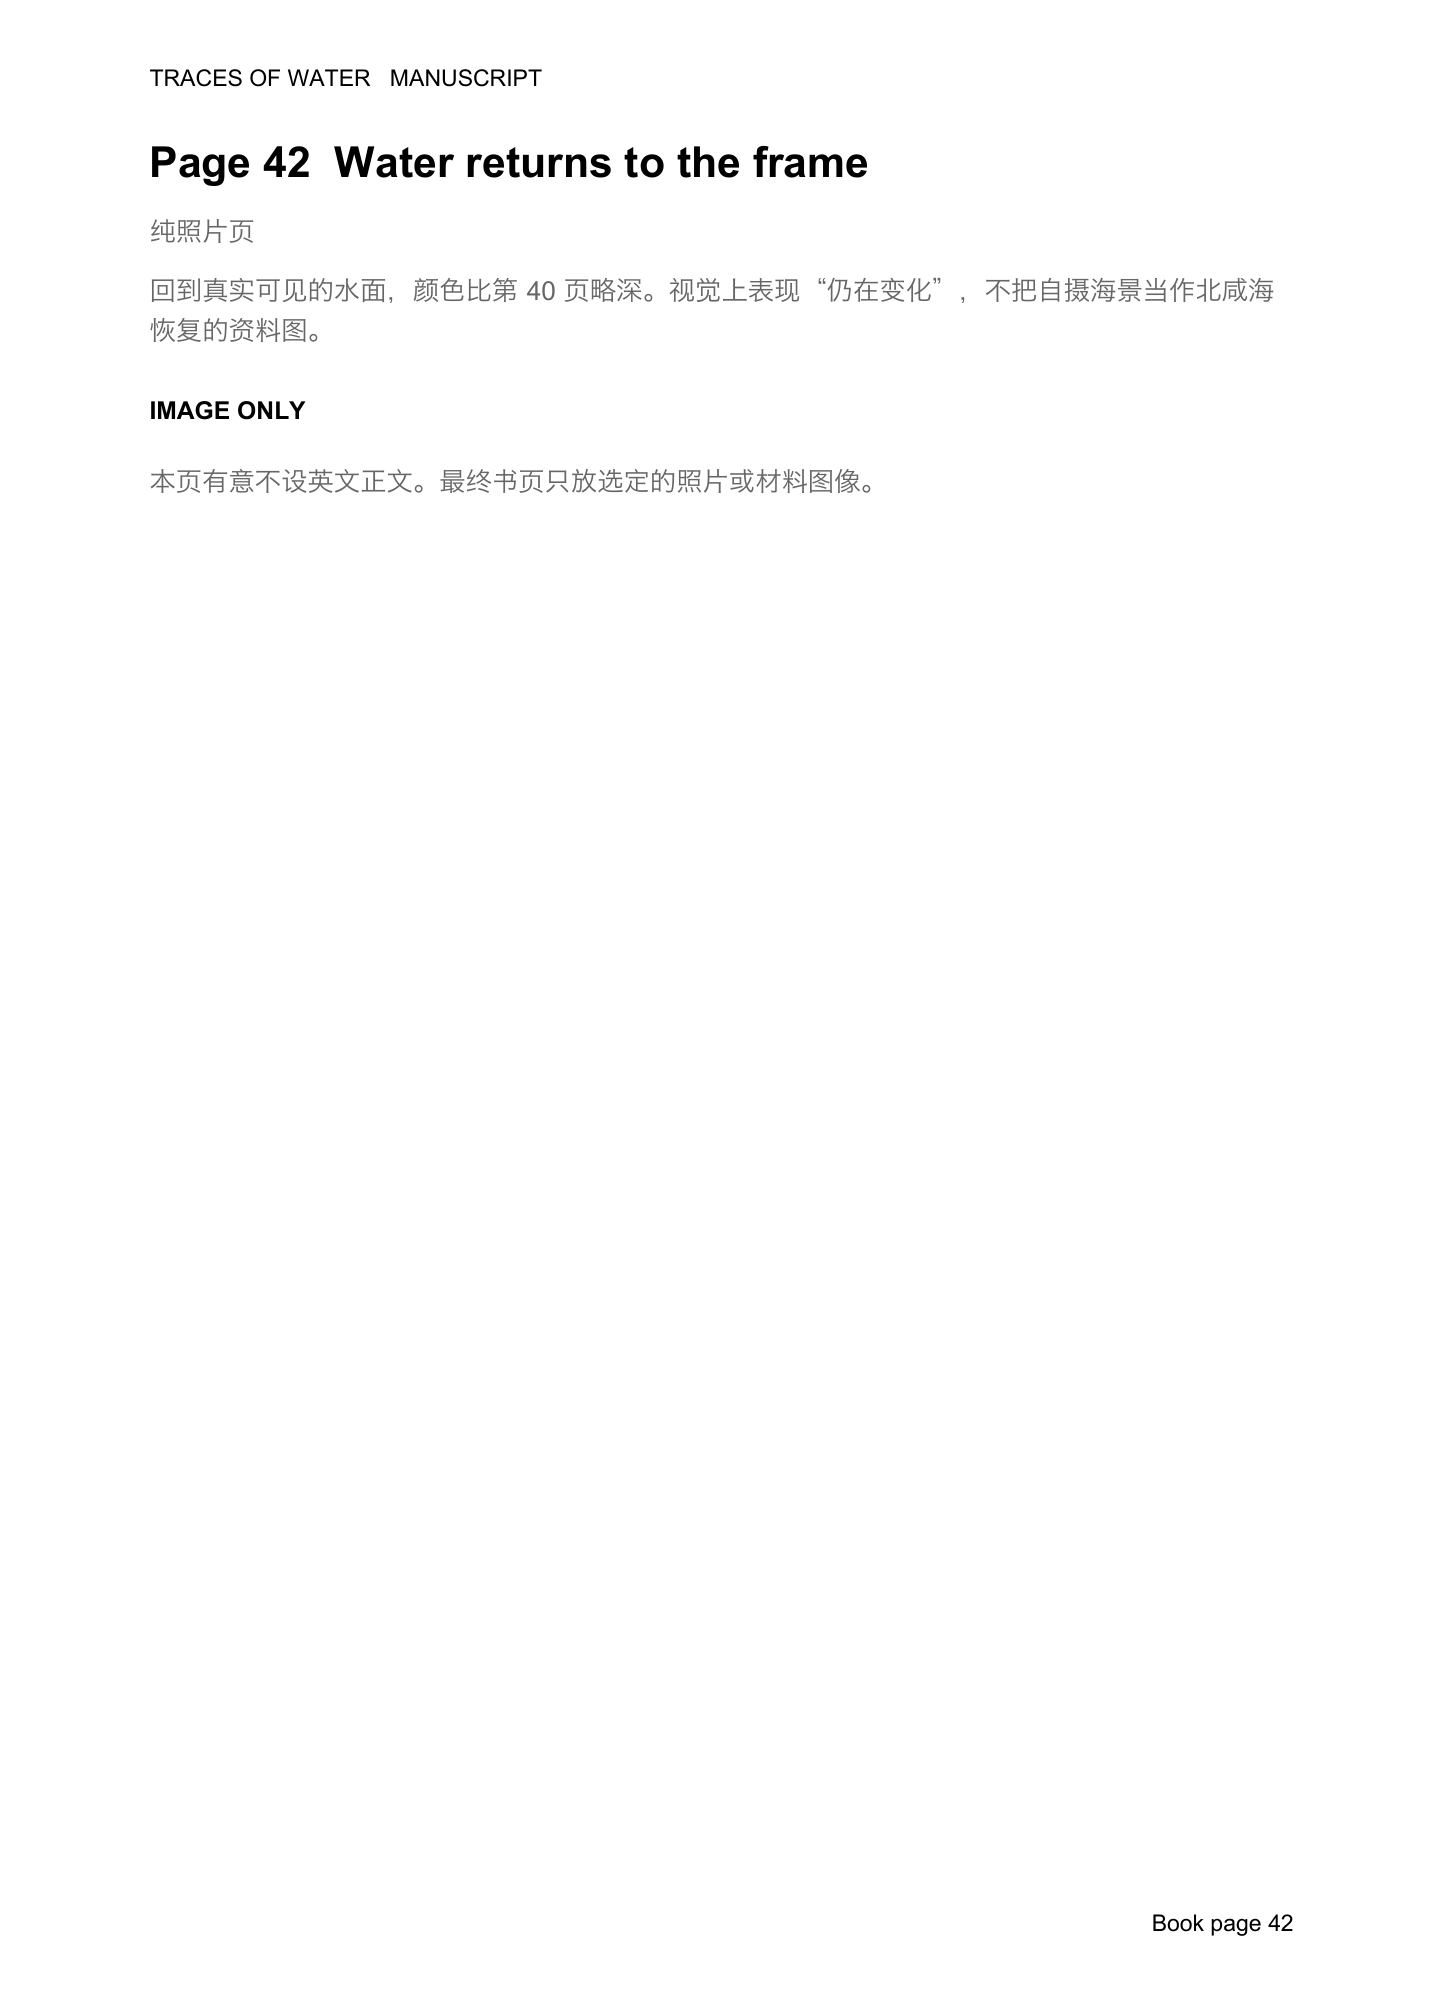 TRACES OF WATER   MANUSCRIPT
Page 42  Water returns to the frame
纯照片页
回到真实可见的水面，颜色比第 40 页略深。视觉上表现“仍在变化”，不把自摄海景当作北咸海
恢复的资料图。
IMAGE ONLY
本页有意不设英文正文。最终书页只放选定的照片或材料图像。
Book page 42